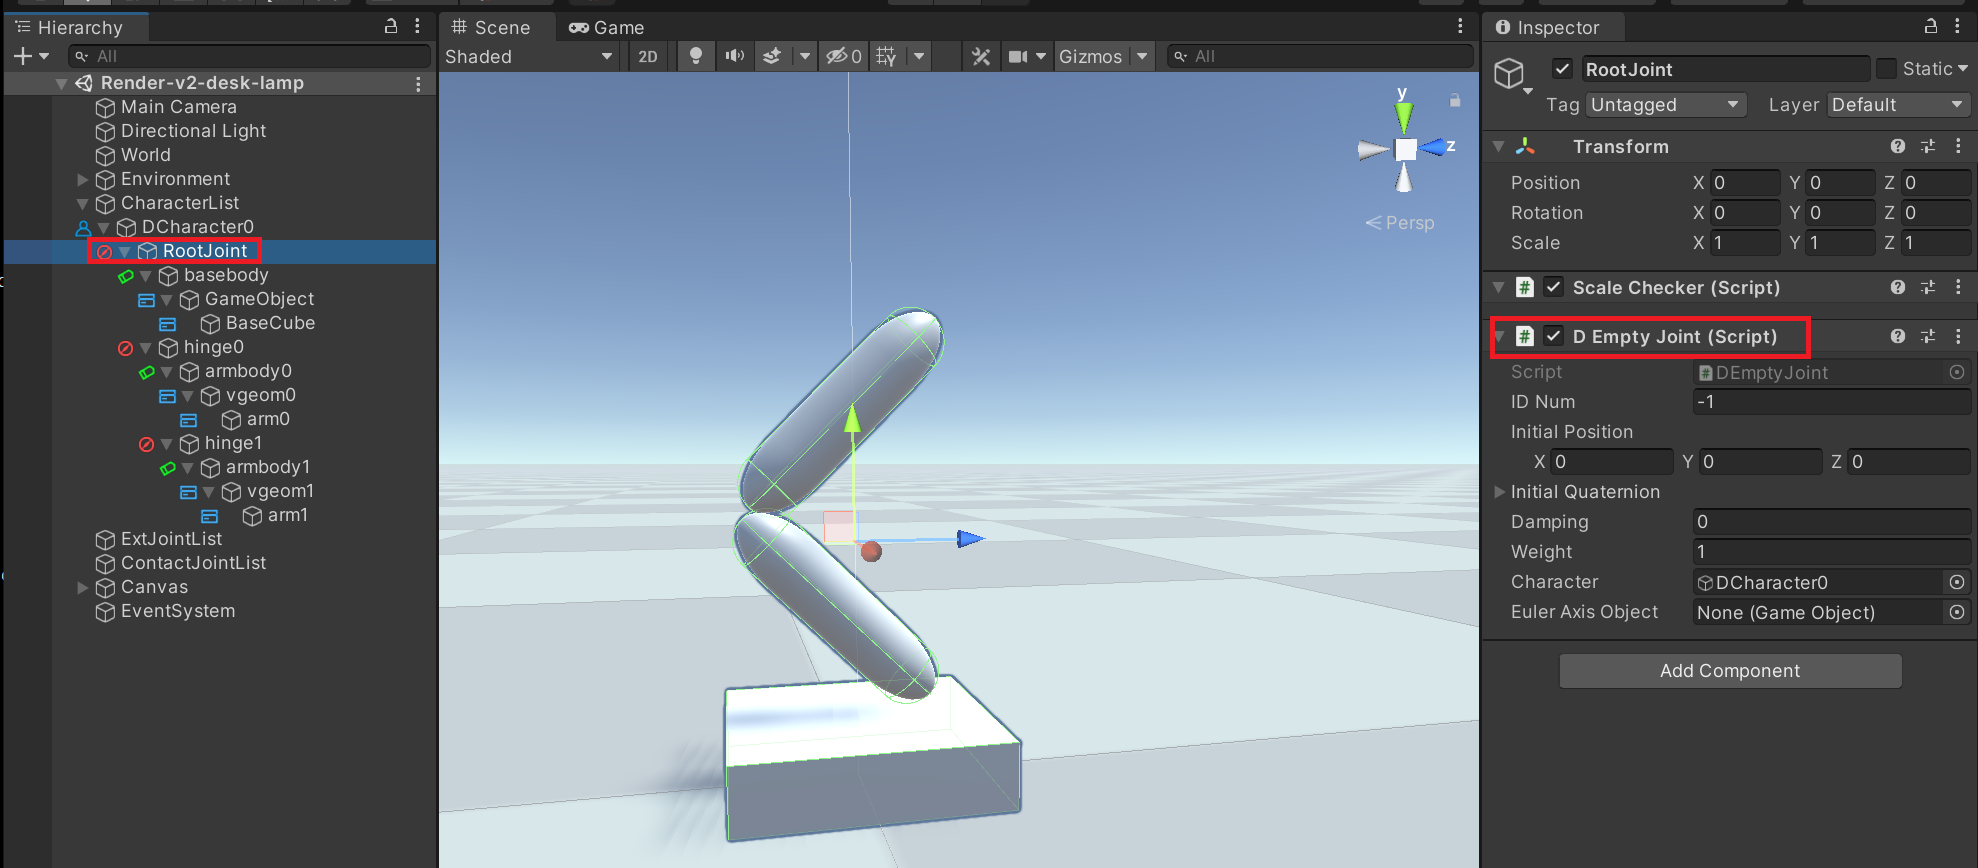 Hierarchy
All
Render-v2-desk-lamp
Main Camera
Directional Light
World
Environment
CharacterList
DCharacter0
RootJoint
basebody
GameObject
BaseCube
hinge0
armbody0
vgeom0
arm0
hinge1
armbody1
vgeom1
arm1
ExtJointList
ContactJointList
Canvas
EventSystem
Scene Game
Shaded 2D 0 Gizmos All
y
z
Persp
Inspector
RootJoint Static
Tag Untagged Layer Default
Transform
Position X 0 Y 0 Z 0
Rotation X 0 Y 0 Z 0
Scale X 1 Y 1 Z 1
# Scale Checker (Script)
# D Empty Joint (Script)
Script # DEmptyJoint
ID Num -1
Initial Position
X 0 Y 0 Z 0
Initial Quaternion
Damping 0
Weight 1
Character DCharacter0
Euler Axis Object None (Game Object)
Add Component